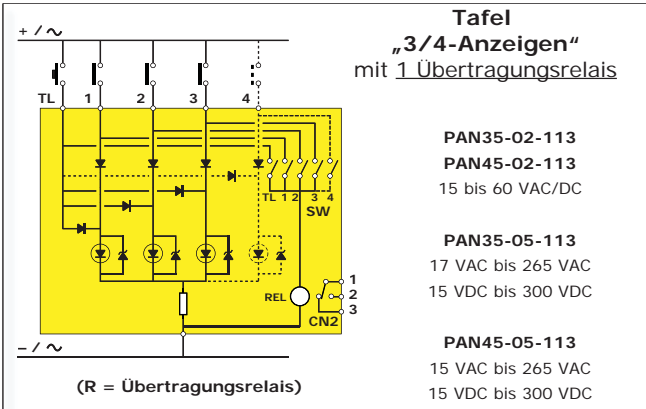 + / ∿
TL 1 2 3 4
TL 1 2 3 4
SW
REL
1
2
3
CN2
– / ∿
(R = Übertragungsrelais)
Tafel
„3/4-Anzeigen“
mit 1 Übertragungsrelais
PAN35-02-113
PAN45-02-113
15 bis 60 VAC/DC
PAN35-05-113
17 VAC bis 265 VAC
15 VDC bis 300 VDC
PAN45-05-113
15 VAC bis 265 VAC
15 VDC bis 300 VDC